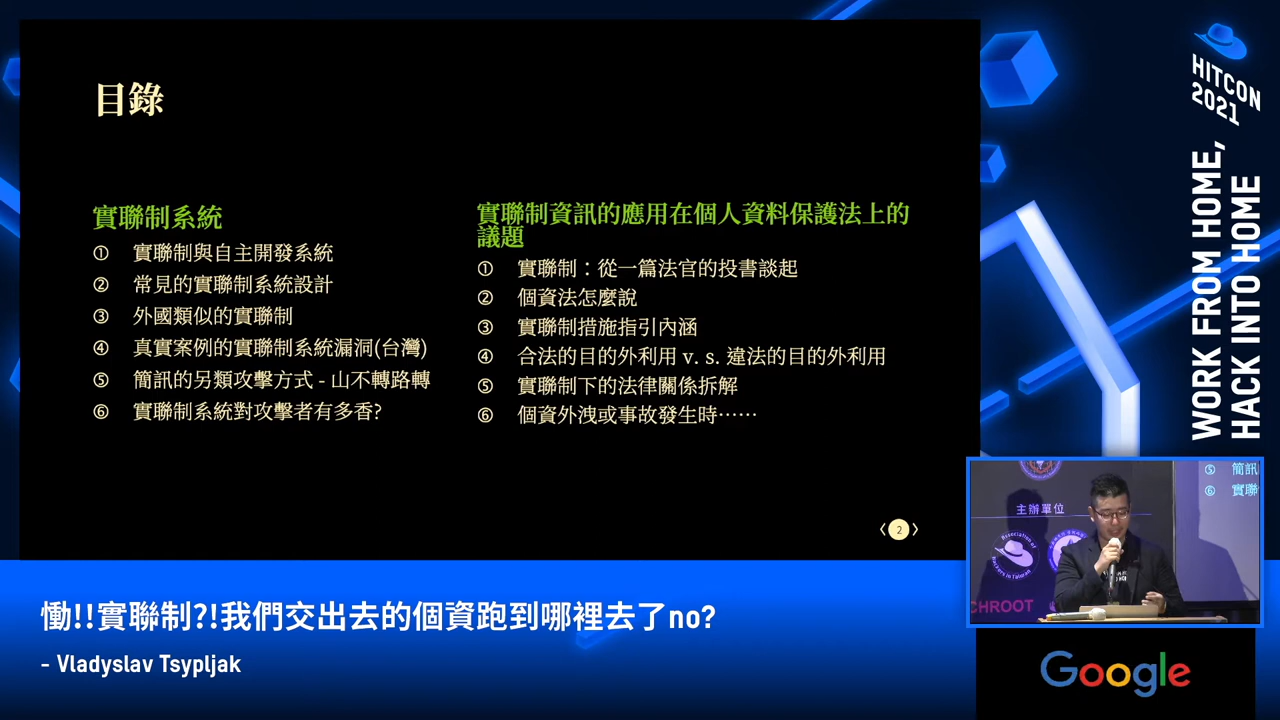 目錄
實聯制系統
① 實聯制與自主開發系統
② 常見的實聯制系統設計
③ 外國類似的實聯制
④ 真實案例的實聯制系統漏洞(台灣)
⑤ 簡訊的另類攻擊方式 - 山不轉路轉
⑥ 實聯制系統對攻擊者有多香?
實聯制資訊的應用在個人資料保護法上的
議題
① 實聯制：從一篇法官的投書談起
② 個資法怎麼說
③ 實聯制措施指引內涵
④ 合法的目的外利用 v. s. 違法的目的外利用
⑤ 實聯制下的法律關係拆解
⑥ 個資外洩或事故發生時……
2
HITCON
2021
WORK FROM HOME,
HACK INTO HOME
⑤ 簡訊
⑥ 實聯
主辦單位
Association of
Hackers in Taiwan
CHROOT
慟!!實聯制?!我們交出去的個資跑到哪裡去了no?
- Vladyslav Tsypljak
Google